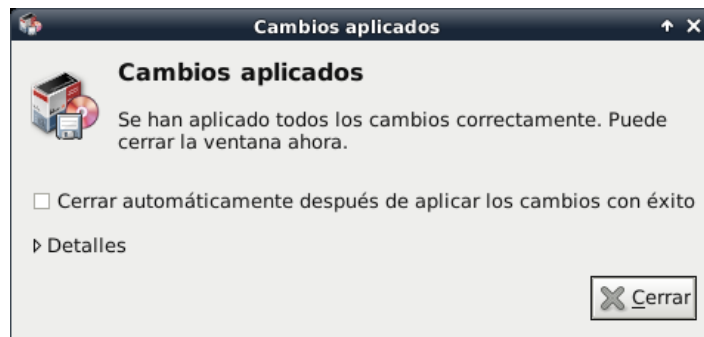 Cambios aplicados
Cambios aplicados
Se han aplicado todos los cambios correctamente. Puede
cerrar la ventana ahora.
Cerrar automáticamente después de aplicar los cambios con éxito
Detalles
Cerrar